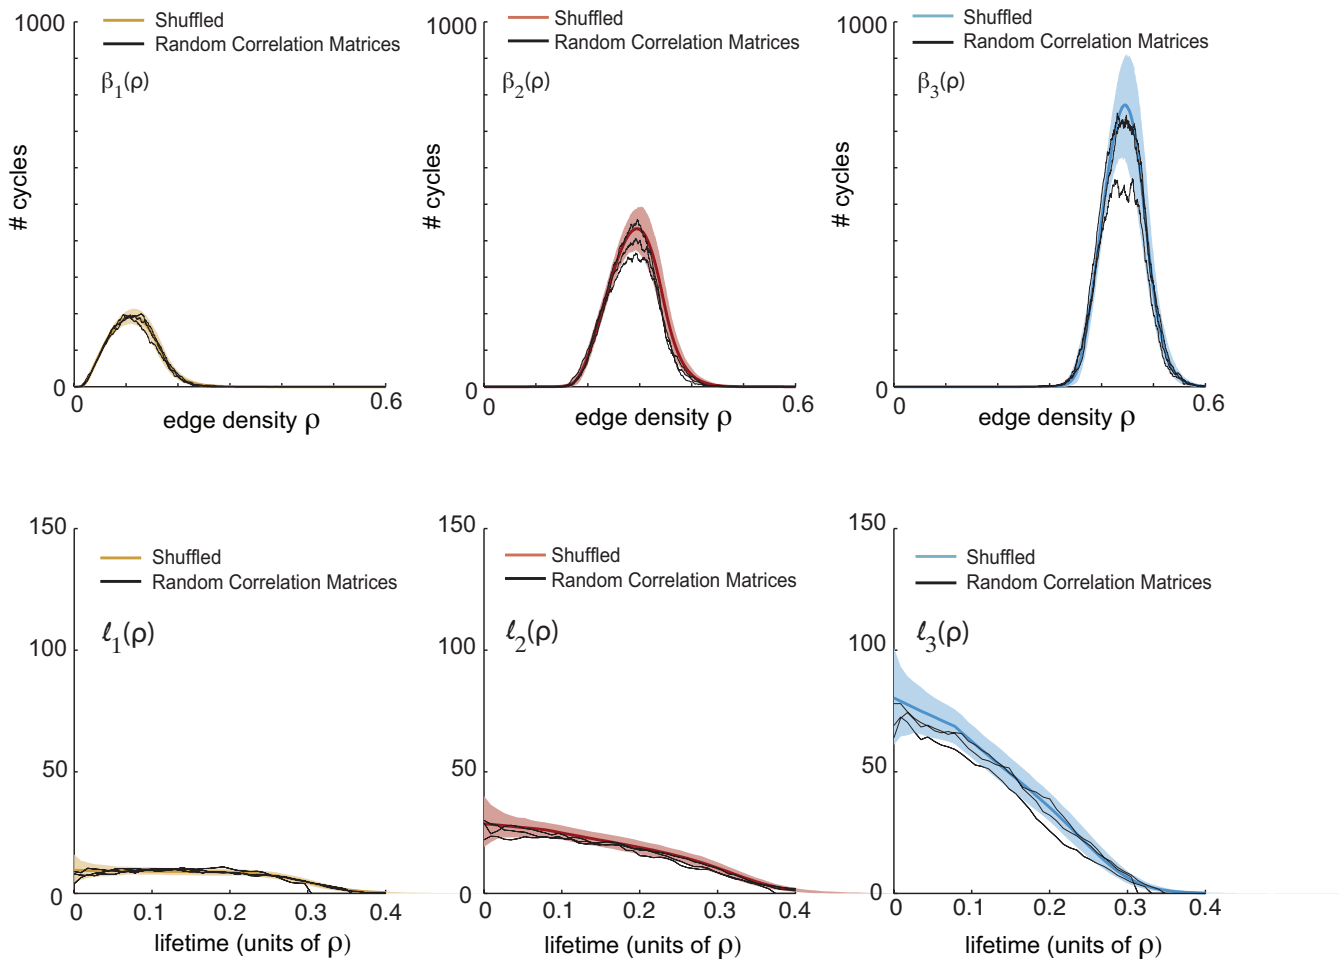 1000
Shuffled
Random Correlation Matrices
β1(ρ)
# cycles
0
0
0.6
edge density ρ
1000
Shuffled
Random Correlation Matrices
β2(ρ)
# cycles
0
0
0.6
edge density ρ
1000
Shuffled
Random Correlation Matrices
β3(ρ)
# cycles
0
0
0.6
edge density ρ
150
Shuffled
Random Correlation Matrices
100
ℓ1(ρ)
50
0
0 0.1 0.2 0.3 0.4
lifetime (units of ρ)
150
Shuffled
Random Correlation Matrices
100
ℓ2(ρ)
50
0
0 0.1 0.2 0.3 0.4
lifetime (units of ρ)
150
Shuffled
Random Correlation Matrices
100
ℓ3(ρ)
50
0
0 0.1 0.2 0.3 0.4
lifetime (units of ρ)